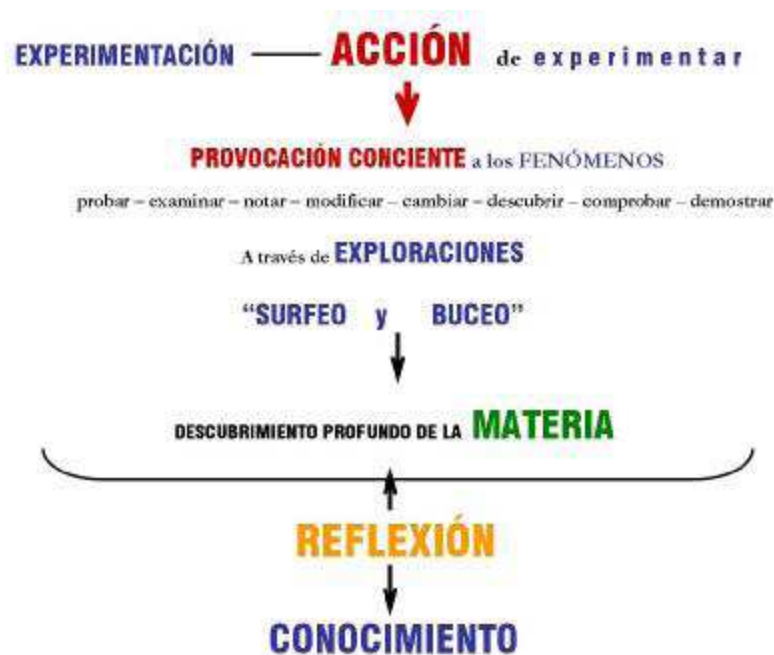 EXPERIMENTACIÓN ACCIÓN de experimentar
PROVOCACIÓN CONCIENTE a los FENÓMENOS
probar – examinar – notar – modificar – cambiar – descubrir – comprobar – demostrar
A través de EXPLORACIONES
“SURFEO y BUCEO”
DESCUBRIMIENTO PROFUNDO DE LA MATERIA
REFLEXIÓN
CONOCIMIENTO